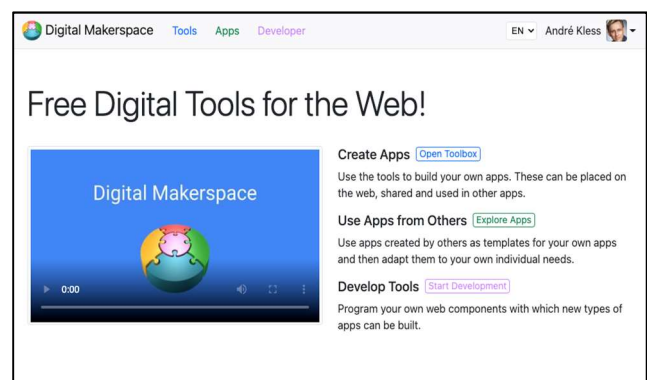 Digital Makerspace Tools Apps Developer EN André Kless
Free Digital Tools for the Web!
Digital Makerspace
0:00
Create Apps Open Toolbox
Use the tools to build your own apps. These can be placed on
the web, shared and used in other apps.
Use Apps from Others Explore Apps
Use apps created by others as templates for your own apps
and then adapt them to your own individual needs.
Develop Tools Start Development
Program your own web components with which new types of
apps can be built.